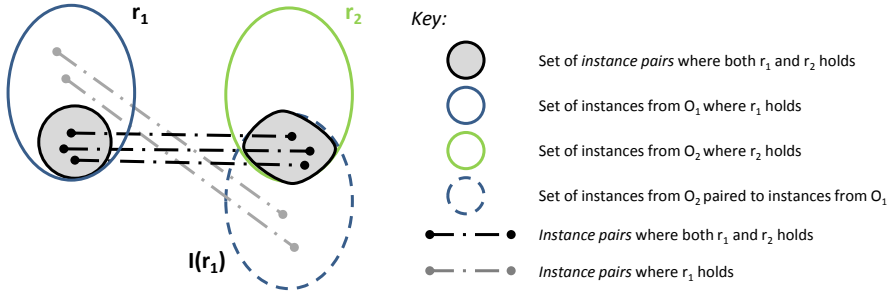 r1
r2
I(r1)
Key:
Set of instance pairs where both r1 and r2 holds
Set of instances from O1 where r1 holds
Set of instances from O2 where r2 holds
Set of instances from O2 paired to instances from O1
Instance pairs where both r1 and r2 holds
Instance pairs where r1 holds